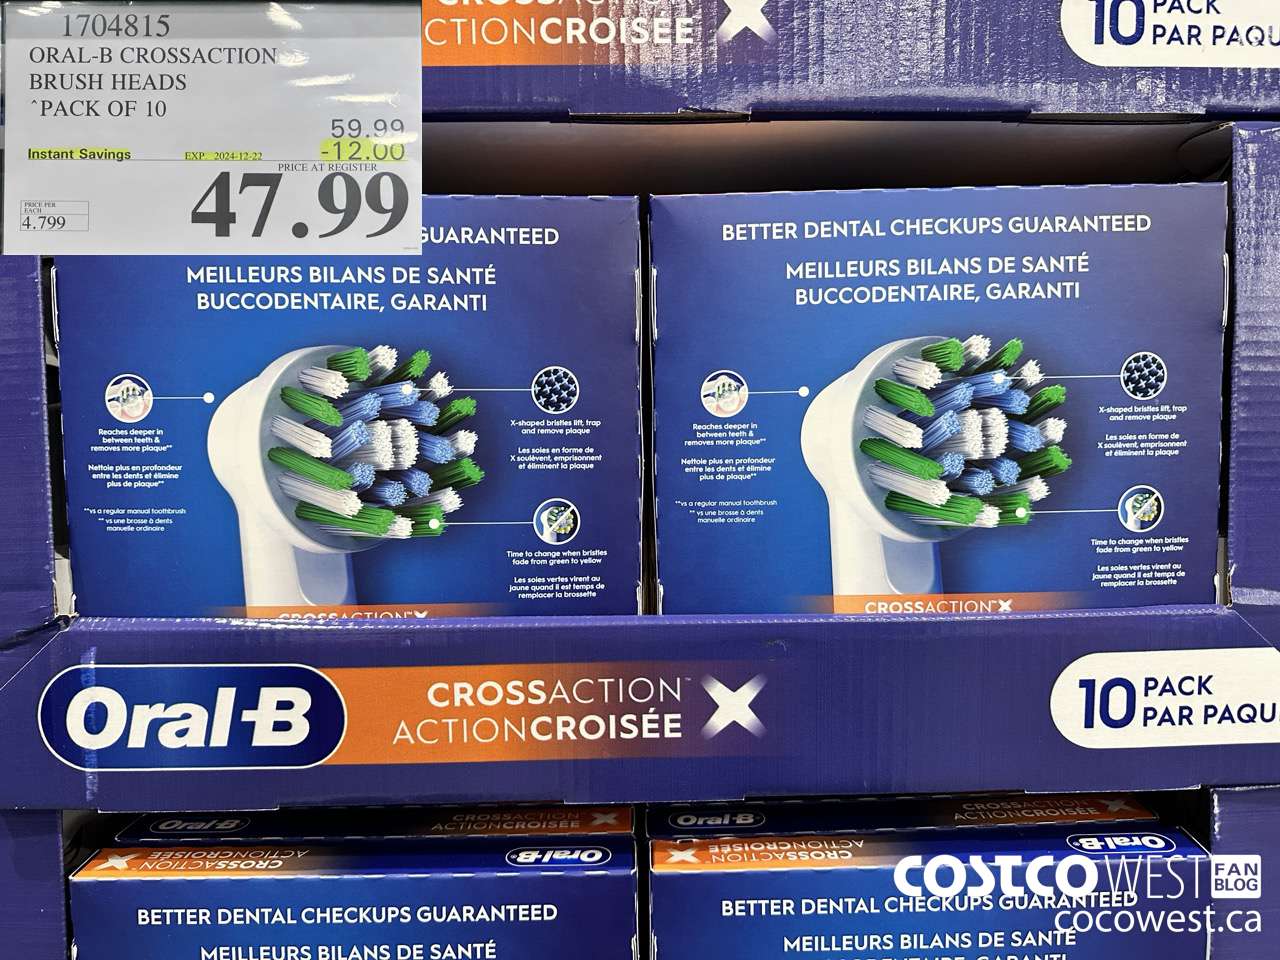 1704815
ORAL-B CROSSACTION
BRUSH HEADS
^PACK OF 10
59.99
Instant Savings EXP 2024-12-22 -12.00
PRICE AT REGISTER
47.99
PRICE PER
EACH
4.799
CTIONCROISÉE
10 PACK
PAR PAQU
GUARANTEED
MEILLEURS BILANS DE SANTÉ
BUCCODENTAIRE, GARANTI
Reaches deeper in
between teeth &
removes more plaque**
Nettoie plus en profondeur
entre les dents et élimine
plus de plaque**
**vs a regular manual toothbrush
** vs une brosse à dents
manuelle ordinaire
X-shaped bristles lift, trap
and remove plaque
Les soies en forme de
X soulèvent, emprisonnent
et éliminent la plaque
Time to change when bristles
fade from green to yellow
Les soies vertes virent au
jaune quand il est temps de
remplacer la brossette
CROSSACTION™ X
BETTER DENTAL CHECKUPS GUARANTEED
MEILLEURS BILANS DE SANTÉ
BUCCODENTAIRE, GARANTI
Reaches deeper in
between teeth &
removes more plaque**
Nettoie plus en profondeur
entre les dents et élimine
plus de plaque**
**vs a regular manual toothbrush
** vs une brosse à dents
manuelle ordinaire
X-shaped bristles lift, trap
and remove plaque
Les soies en forme de
X soulèvent, emprisonnent
et éliminent la plaque
Time to change when bristles
fade from green to yellow
Les soies vertes virent au
jaune quand il est temps de
remplacer la brossette
CROSSACTION™ X
Oral-B
CROSSACTION™
ACTIONCROISÉE X
10 PACK
PAR PAQU
Oral-B
CROSSACTION
ACTIONCROISÉE X
Oral-B
CROSSACTION
ACTIONCROISÉE X
CROSSACTION
ACTIONCROISÉE X
Oral-B
CROSSACTION
ACTIONCROISÉE X
Oral-B
BETTER DENTAL CHECKUPS GUARANTEED
MEILLEURS BILANS DE SANTÉ
BETTER DENTAL CHECKUPS GUARANTEED
MEILLEURS BILANS DE SANTÉ
COSTCO WEST FAN BLOG
cocowest.ca